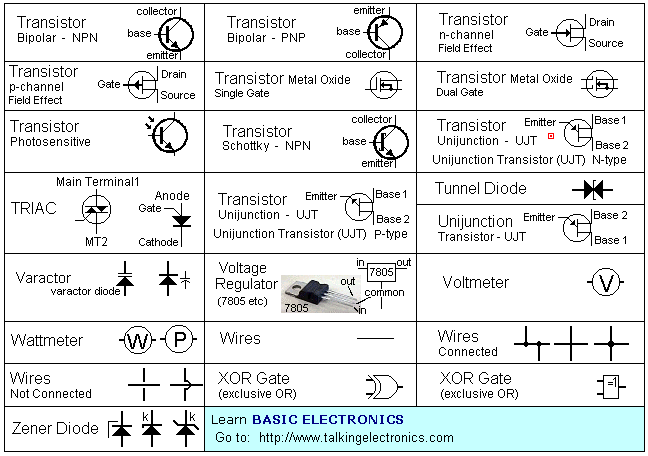 Transistor
Bipolar - NPN
collector
base
emitter
Transistor
Bipolar - PNP
emitter
base
collector
Transistor
n-channel
Field Effect
Gate
Drain
Source
Transistor
p-channel
Field Effect
Gate
Drain
Source
Transistor Metal Oxide
Single Gate
Transistor Metal Oxide
Dual Gate
Transistor
Photosensitive
Transistor
Schottky - NPN
collector
base
emitter
Transistor
Unijunction - UJT
Unijunction Transistor (UJT) N-type
Emitter
Base 1
Base 2
TRIAC
Main Terminal1
MT2
Anode
Gate
Cathode
Transistor
Unijunction - UJT
Unijunction Transistor (UJT) P-type
Emitter
Base 1
Base 2
Tunnel Diode
Unijunction
Transistor - UJT
Emitter
Base 2
Base 1
Varactor
varactor diode
Voltage
Regulator
(7805 etc)
7805
out
in
in
7805
out
common
Voltmeter
V
Wattmeter
W
P
Wires
Wires
Connected
Wires
Not Connected
XOR Gate
(exclusive OR)
XOR Gate
(exclusive OR)
=1
Zener Diode
k
k
Learn BASIC ELECTRONICS
Go to: http://www.talkingelectronics.com